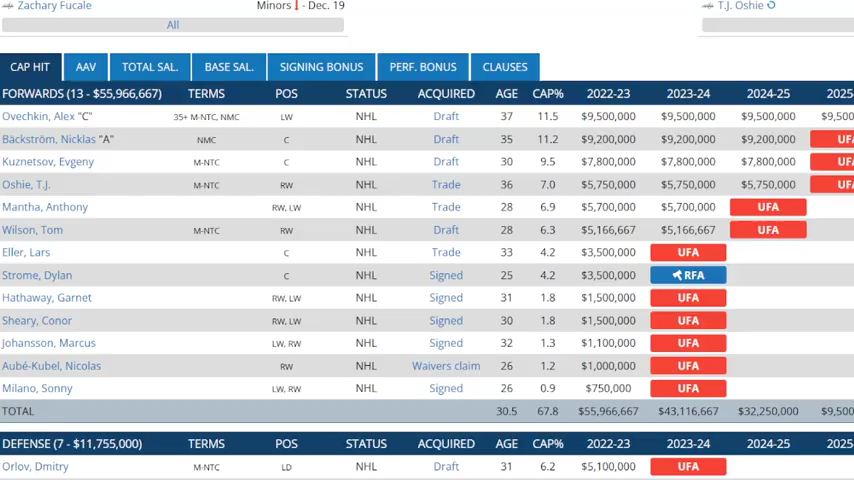 Zachary Fucale Minors - Dec. 19 T.J. Oshie
All
CAP HIT AAV TOTAL SAL. BASE SAL. SIGNING BONUS PERF. BONUS CLAUSES
FORWARDS (13 - $55,966,667) TERMS POS STATUS ACQUIRED AGE CAP% 2022-23 2023-24 2024-25 2025
Ovechkin, Alex "C" 35+ M-NTC, NMC LW NHL Draft 37 11.5 $9,500,000 $9,500,000 $9,500,000 $9,500
Bäckström, Nicklas "A" NMC C NHL Draft 35 11.2 $9,200,000 $9,200,000 $9,200,000 UFA
Kuznetsov, Evgeny M-NTC C NHL Draft 30 9.5 $7,800,000 $7,800,000 $7,800,000 UFA
Oshie, T.J. M-NTC RW NHL Trade 36 7.0 $5,750,000 $5,750,000 $5,750,000 UFA
Mantha, Anthony RW, LW NHL Trade 28 6.9 $5,700,000 $5,700,000 UFA
Wilson, Tom M-NTC RW NHL Draft 28 6.3 $5,166,667 $5,166,667 UFA
Eller, Lars C NHL Trade 33 4.2 $3,500,000 UFA
Strome, Dylan C NHL Signed 25 4.2 $3,500,000 RFA
Hathaway, Garnet RW, LW NHL Signed 31 1.8 $1,500,000 UFA
Sheary, Conor RW, LW NHL Signed 30 1.8 $1,500,000 UFA
Johansson, Marcus LW, RW NHL Signed 32 1.3 $1,100,000 UFA
Aubé-Kubel, Nicolas RW NHL Waivers claim 26 1.2 $1,000,000 UFA
Milano, Sonny LW, RW NHL Signed 26 0.9 $750,000 UFA
TOTAL 30.5 67.8 $55,966,667 $43,116,667 $32,250,000 $9,500
DEFENSE (7 - $11,755,000) TERMS POS STATUS ACQUIRED AGE CAP% 2022-23 2023-24 2024-25 2025
Orlov, Dmitry M-NTC LD NHL Draft 31 6.2 $5,100,000 UFA